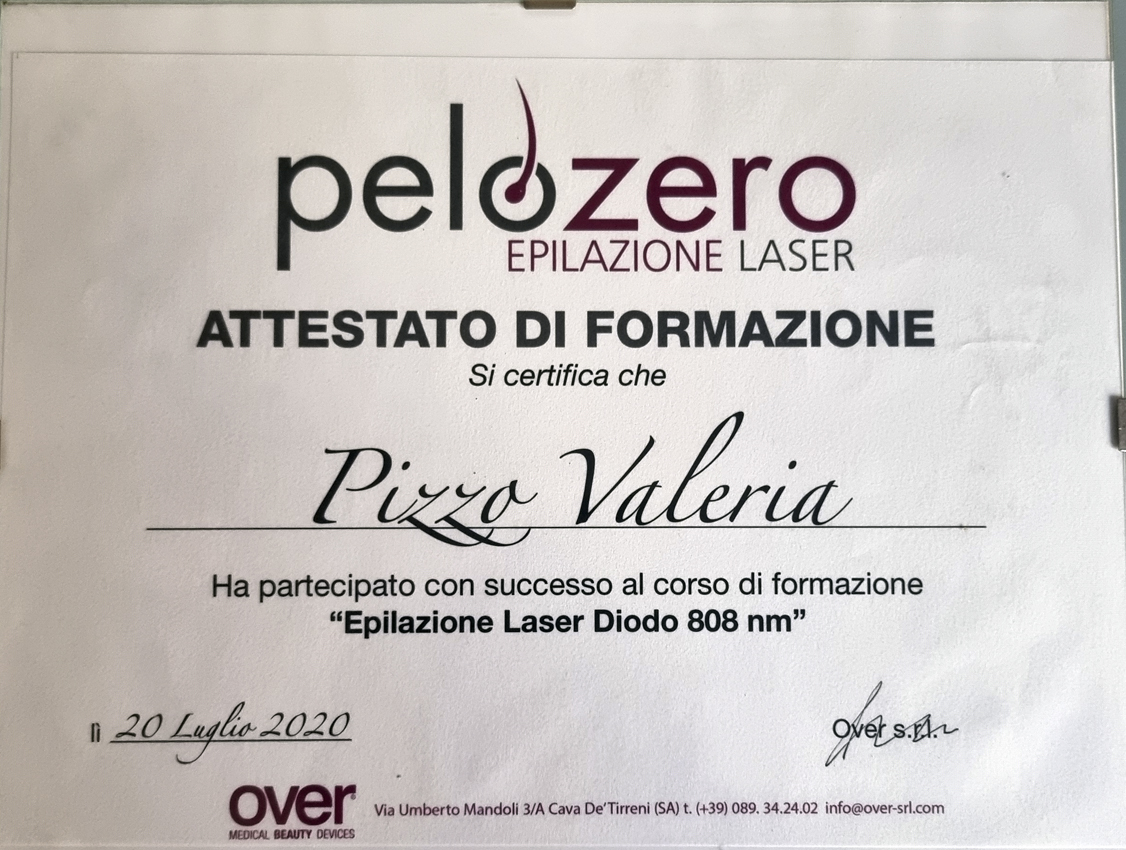 pelozero
EPILAZIONE LASER
ATTESTATO DI FORMAZIONE
Si certifica che
Pizzo Valeria
Ha partecipato con successo al corso di formazione
“Epilazione Laser Diodo 808 nm”
lì 20 Luglio 2020
Over s.r.l.
over®
MEDICAL BEAUTY DEVICES
Via Umberto Mandoli 3/A Cava De’Tirreni (SA) t. (+39) 089. 34.24.02 info@over-srl.com